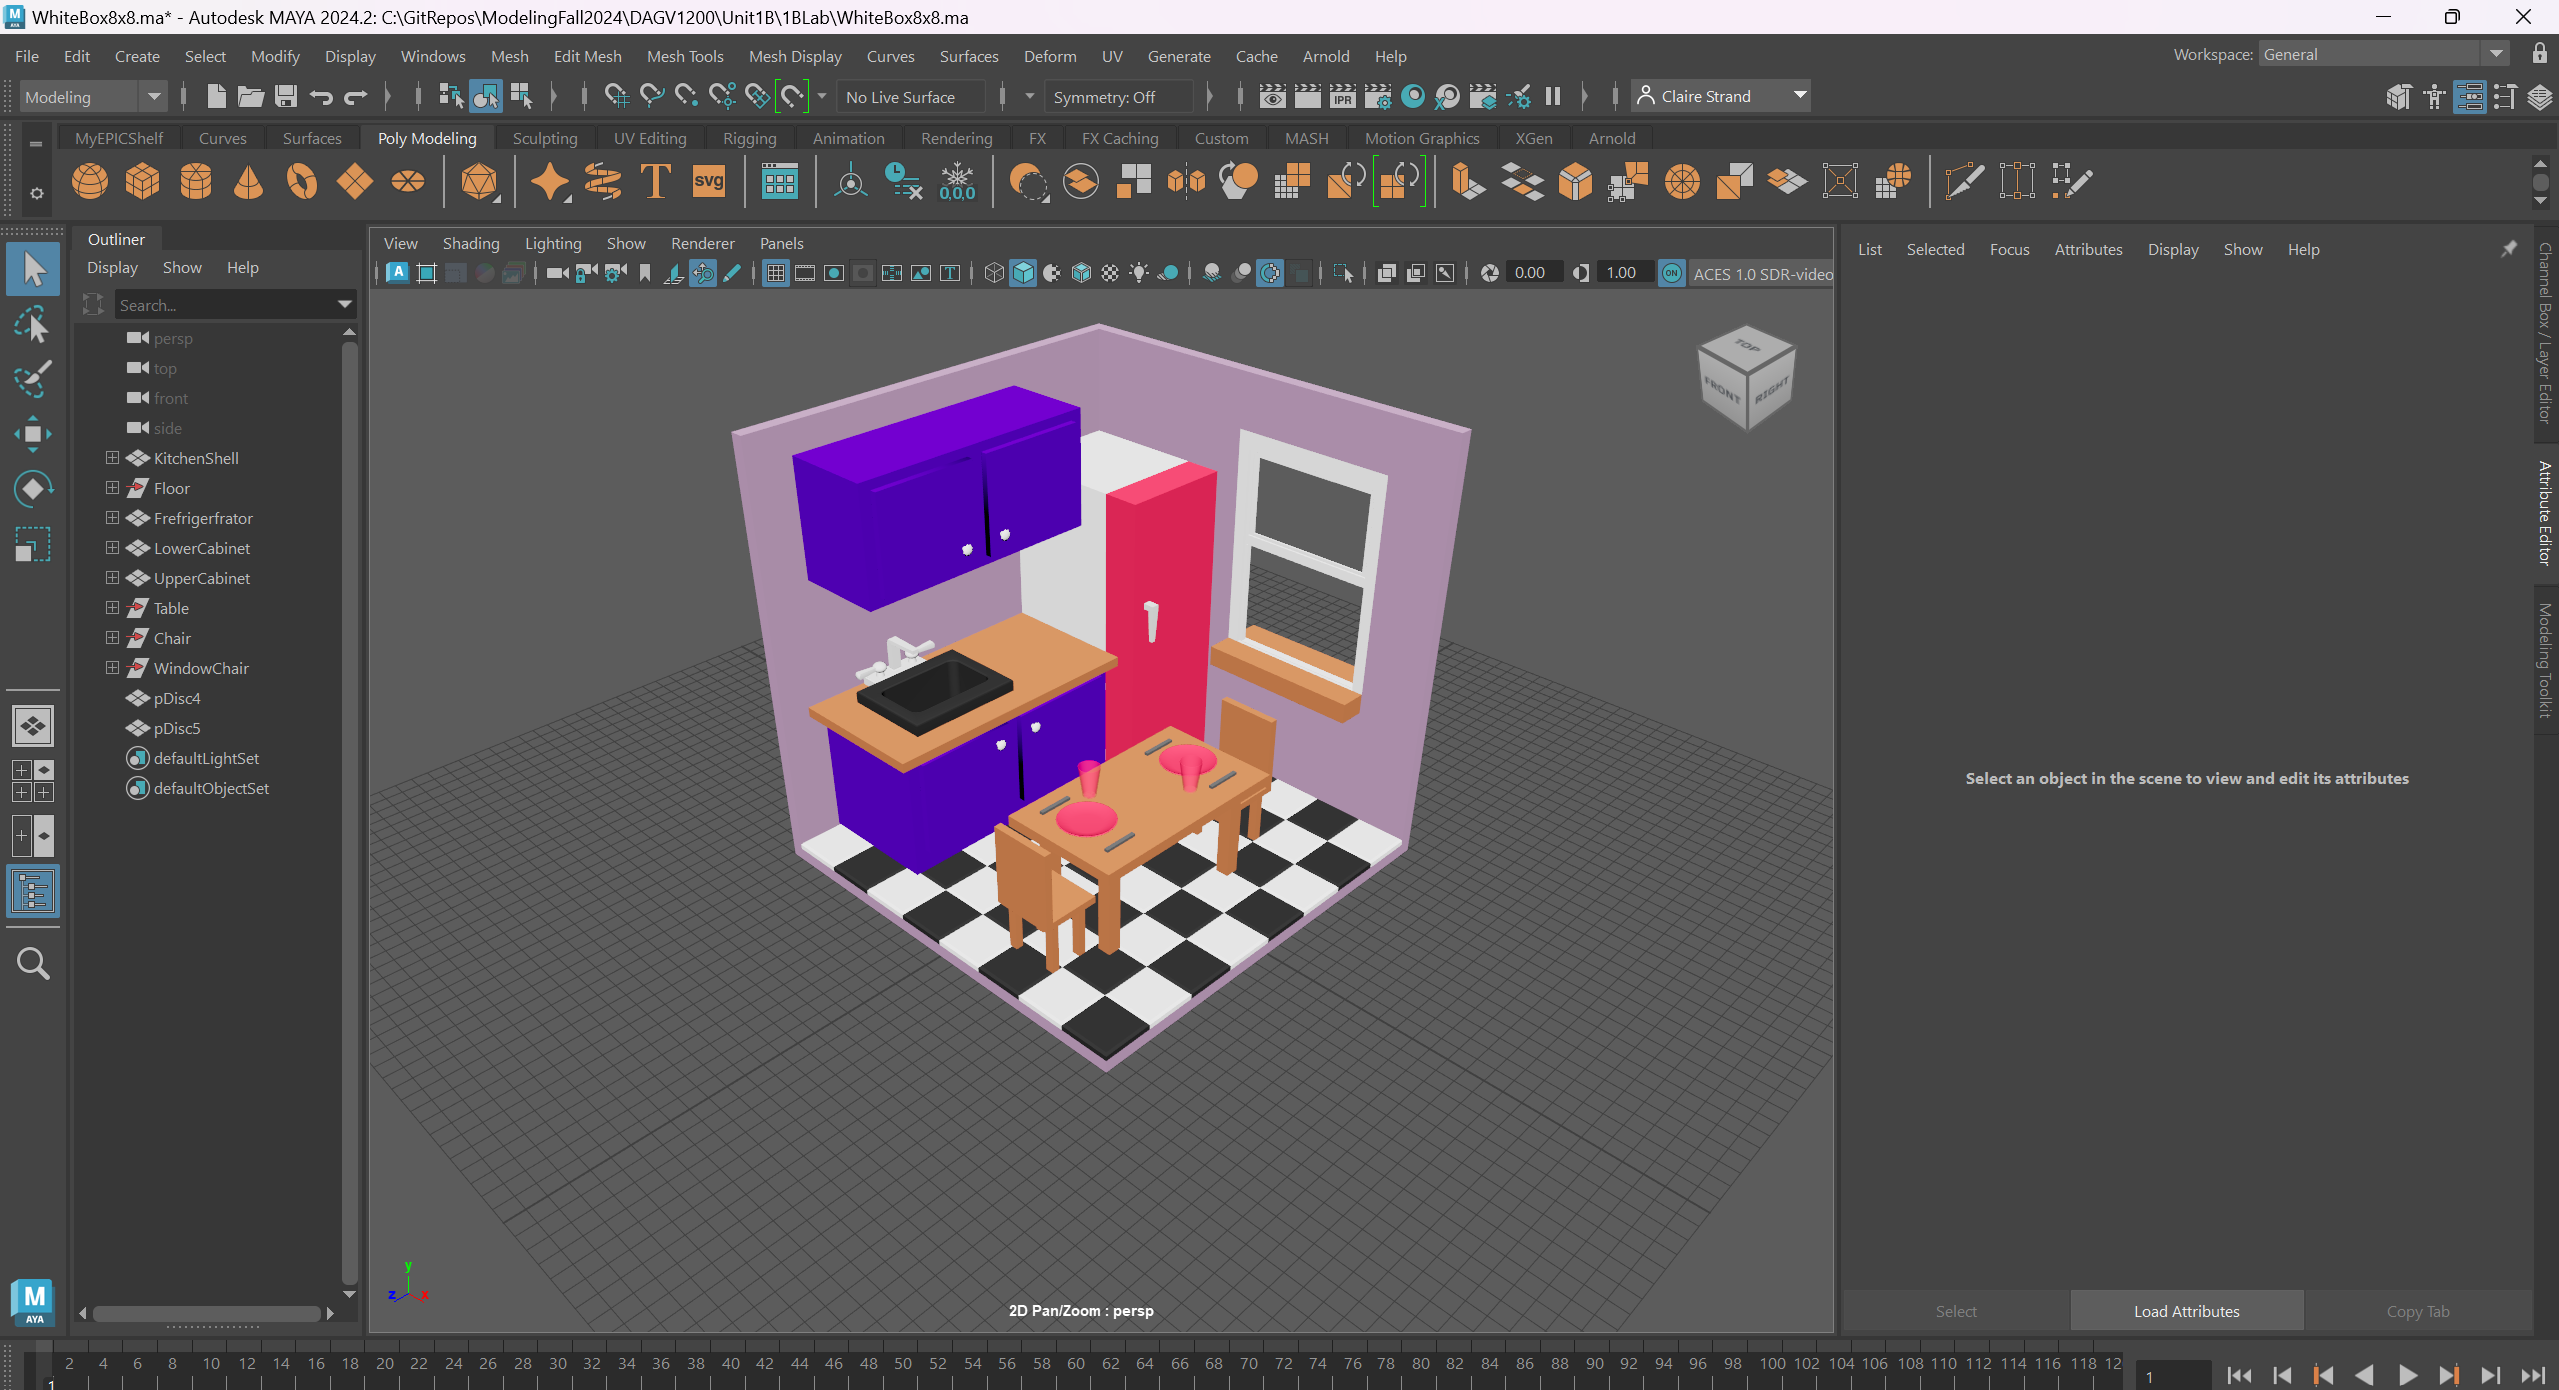 WhiteBox8x8.ma* - Autodesk MAYA 2024.2: C:\GitRepos\ModelingFall2024\DAGV1200\Unit1B\1BLab\WhiteBox8x8.ma
File Edit Create Select Modify Display Windows Mesh Edit Mesh Mesh Tools Mesh Display Curves Surfaces Deform UV Generate Cache Arnold Help
Workspace: General
Modeling
No Live Surface
Symmetry: Off
IPR
Claire Strand
MyEPICShelf Curves Surfaces Poly Modeling Sculpting UV Editing Rigging Animation Rendering FX FX Caching Custom MASH Motion Graphics XGen Arnold
T
svg
0,0,0
Outliner
Display Show Help
Search...
persp
top
front
side
KitchenShell
Floor
Frefrigerfrator
LowerCabinet
UpperCabinet
Table
Chair
WindowChair
pDisc4
pDisc5
defaultLightSet
defaultObjectSet
View Shading Lighting Show Renderer Panels
0.00
1.00
ON
ACES 1.0 SDR-video
TOP
FRONT
RIGHT
y
z
x
2D Pan/Zoom : persp
List Selected Focus Attributes Display Show Help
Select an object in the scene to view and edit its attributes
Select
Load Attributes
Copy Tab
Channel Box / Layer Editor
Attribute Editor
Modeling Toolkit
M
AYA
2 4 6 8 10 12 14 16 18 20 22 24 26 28 30 32 34 36 38 40 42 44 46 48 50 52 54 56 58 60 62 64 66 68 70 72 74 76 78 80 82 84 86 88 90 92 94 96 98 100 102 104 106 108 110 112 114 116 118 12
1
1